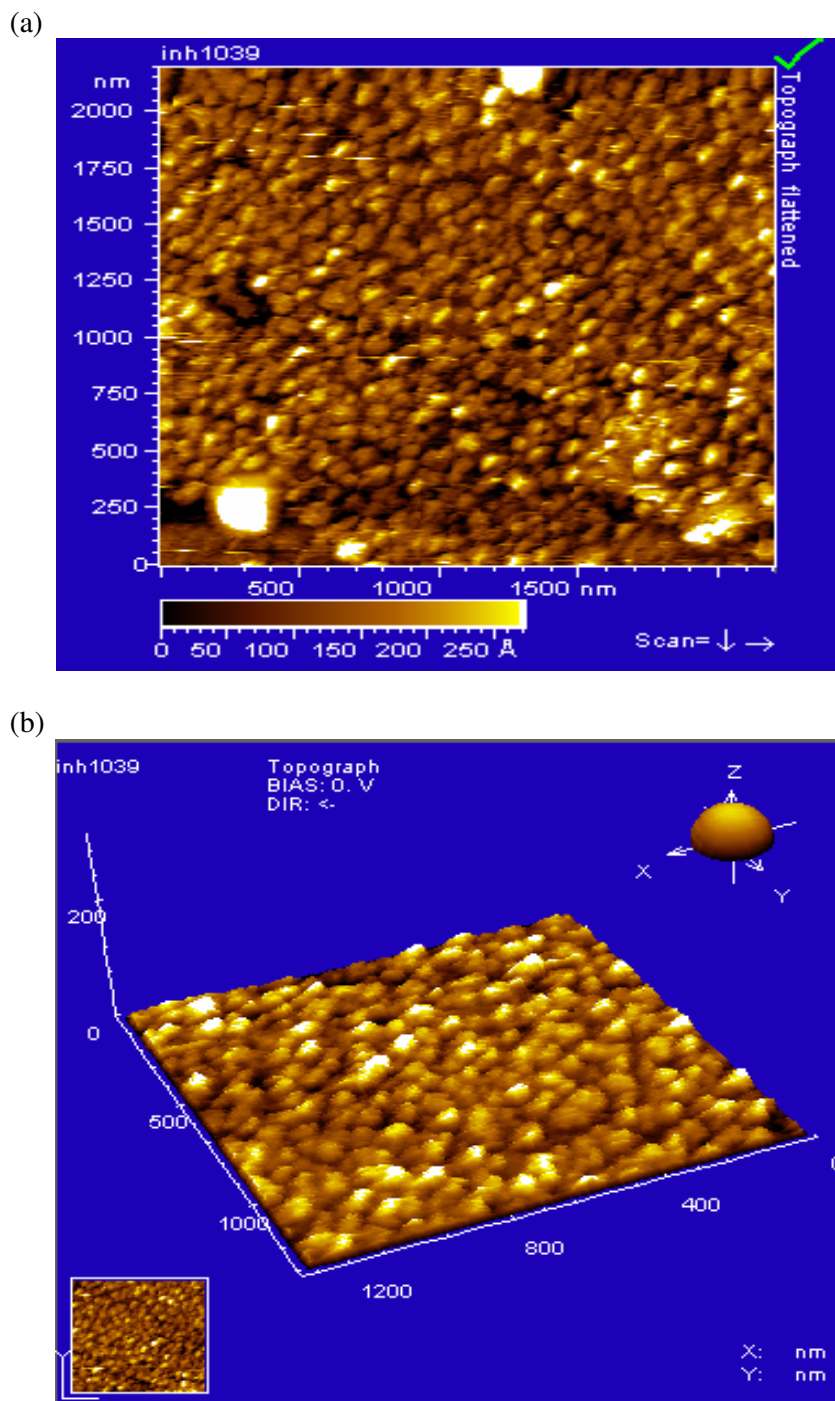 (a)
inh1039
nm
2000
1750
1500
1250
1000
750
500
250
0
Topograph flattened
500 1000 1500 nm
0 50 100 150 200 250 Å
Scan= ↓ →
(b)
inh1039
Topograph
BIAS: 0. V
DIR: <-
Z
X
Y
200
0
500
1000
1200
800
400
X: nm
Y: nm